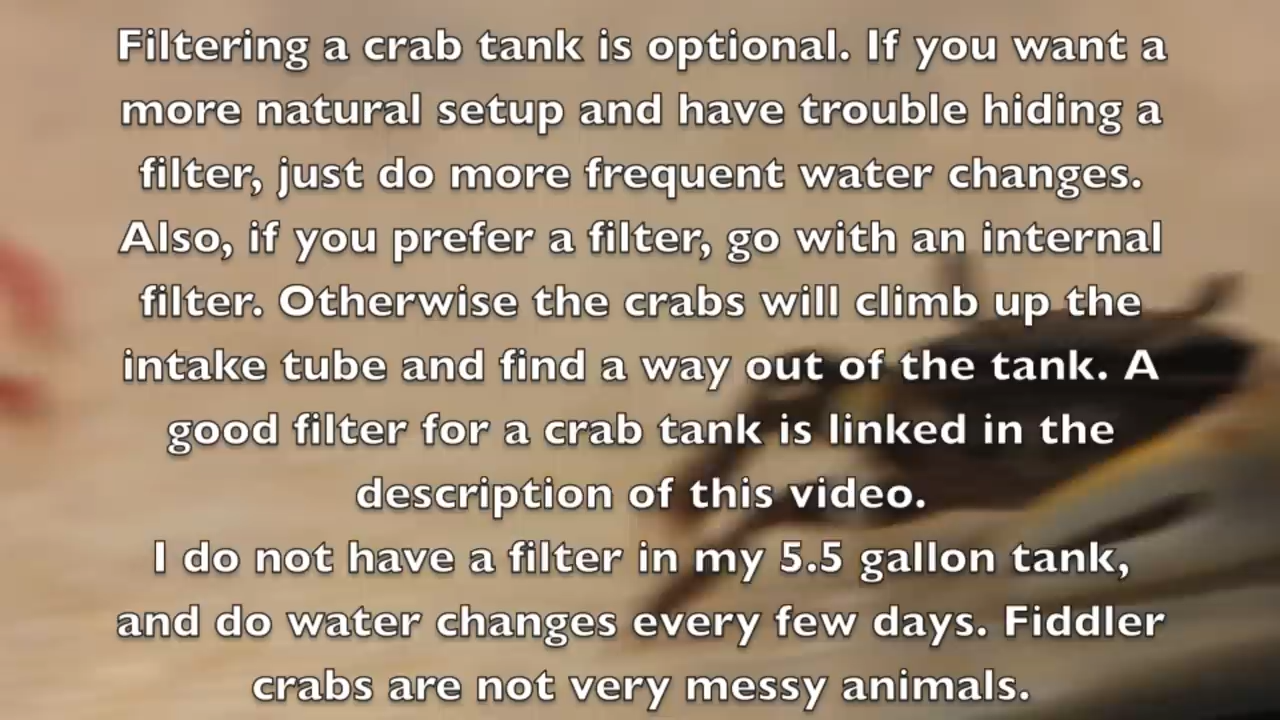 Filtering a crab tank is optional. If you want a
more natural setup and have trouble hiding a
filter, just do more frequent water changes.
Also, if you prefer a filter, go with an internal
filter. Otherwise the crabs will climb up the
intake tube and find a way out of the tank. A
good filter for a crab tank is linked in the
description of this video.
I do not have a filter in my 5.5 gallon tank,
and do water changes every few days. Fiddler
crabs are not very messy animals.